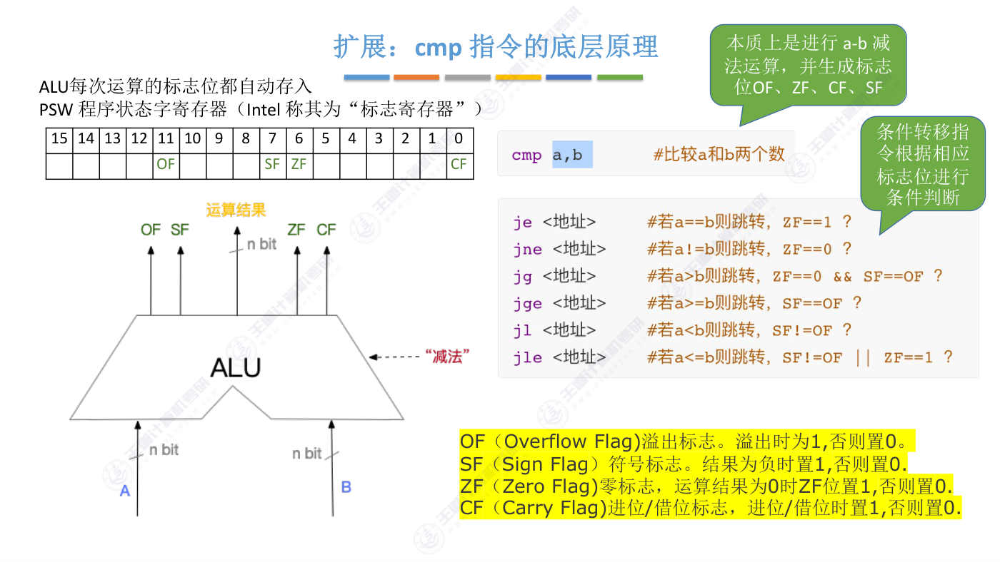 扩展：cmp 指令的底层原理
本质上是进行 a-b 减
法运算，并生成标志
位OF、ZF、CF、SF
ALU每次运算的标志位都自动存入
PSW 程序状态字寄存器（Intel 称其为“标志寄存器”）
15 14 13 12 11 10 9 8 7 6 5 4 3 2 1 0
OF SF ZF CF
cmp a,b #比较a和b两个数
条件转移指
令根据相应
标志位进行
条件判断
je <地址> #若a==b则跳转，ZF==1 ?
jne <地址> #若a!=b则跳转，ZF==0 ?
jg <地址> #若a>b则跳转，ZF==0 && SF==OF ?
jge <地址> #若a>=b则跳转，SF==OF ?
jl <地址> #若a<b则跳转，SF!=OF ?
jle <地址> #若a<=b则跳转，SF!=OF || ZF==1 ?
运算结果
OF SF ZF CF
n bit
ALU
“减法”
n bit n bit
A B
OF（Overflow Flag)溢出标志。溢出时为1,否则置0。
SF（Sign Flag）符号标志。结果为负时置1,否则置0.
ZF（Zero Flag)零标志，运算结果为0时ZF位置1,否则置0.
CF（Carry Flag)进位/借位标志，进位/借位时置1,否则置0.
王道计算机考研